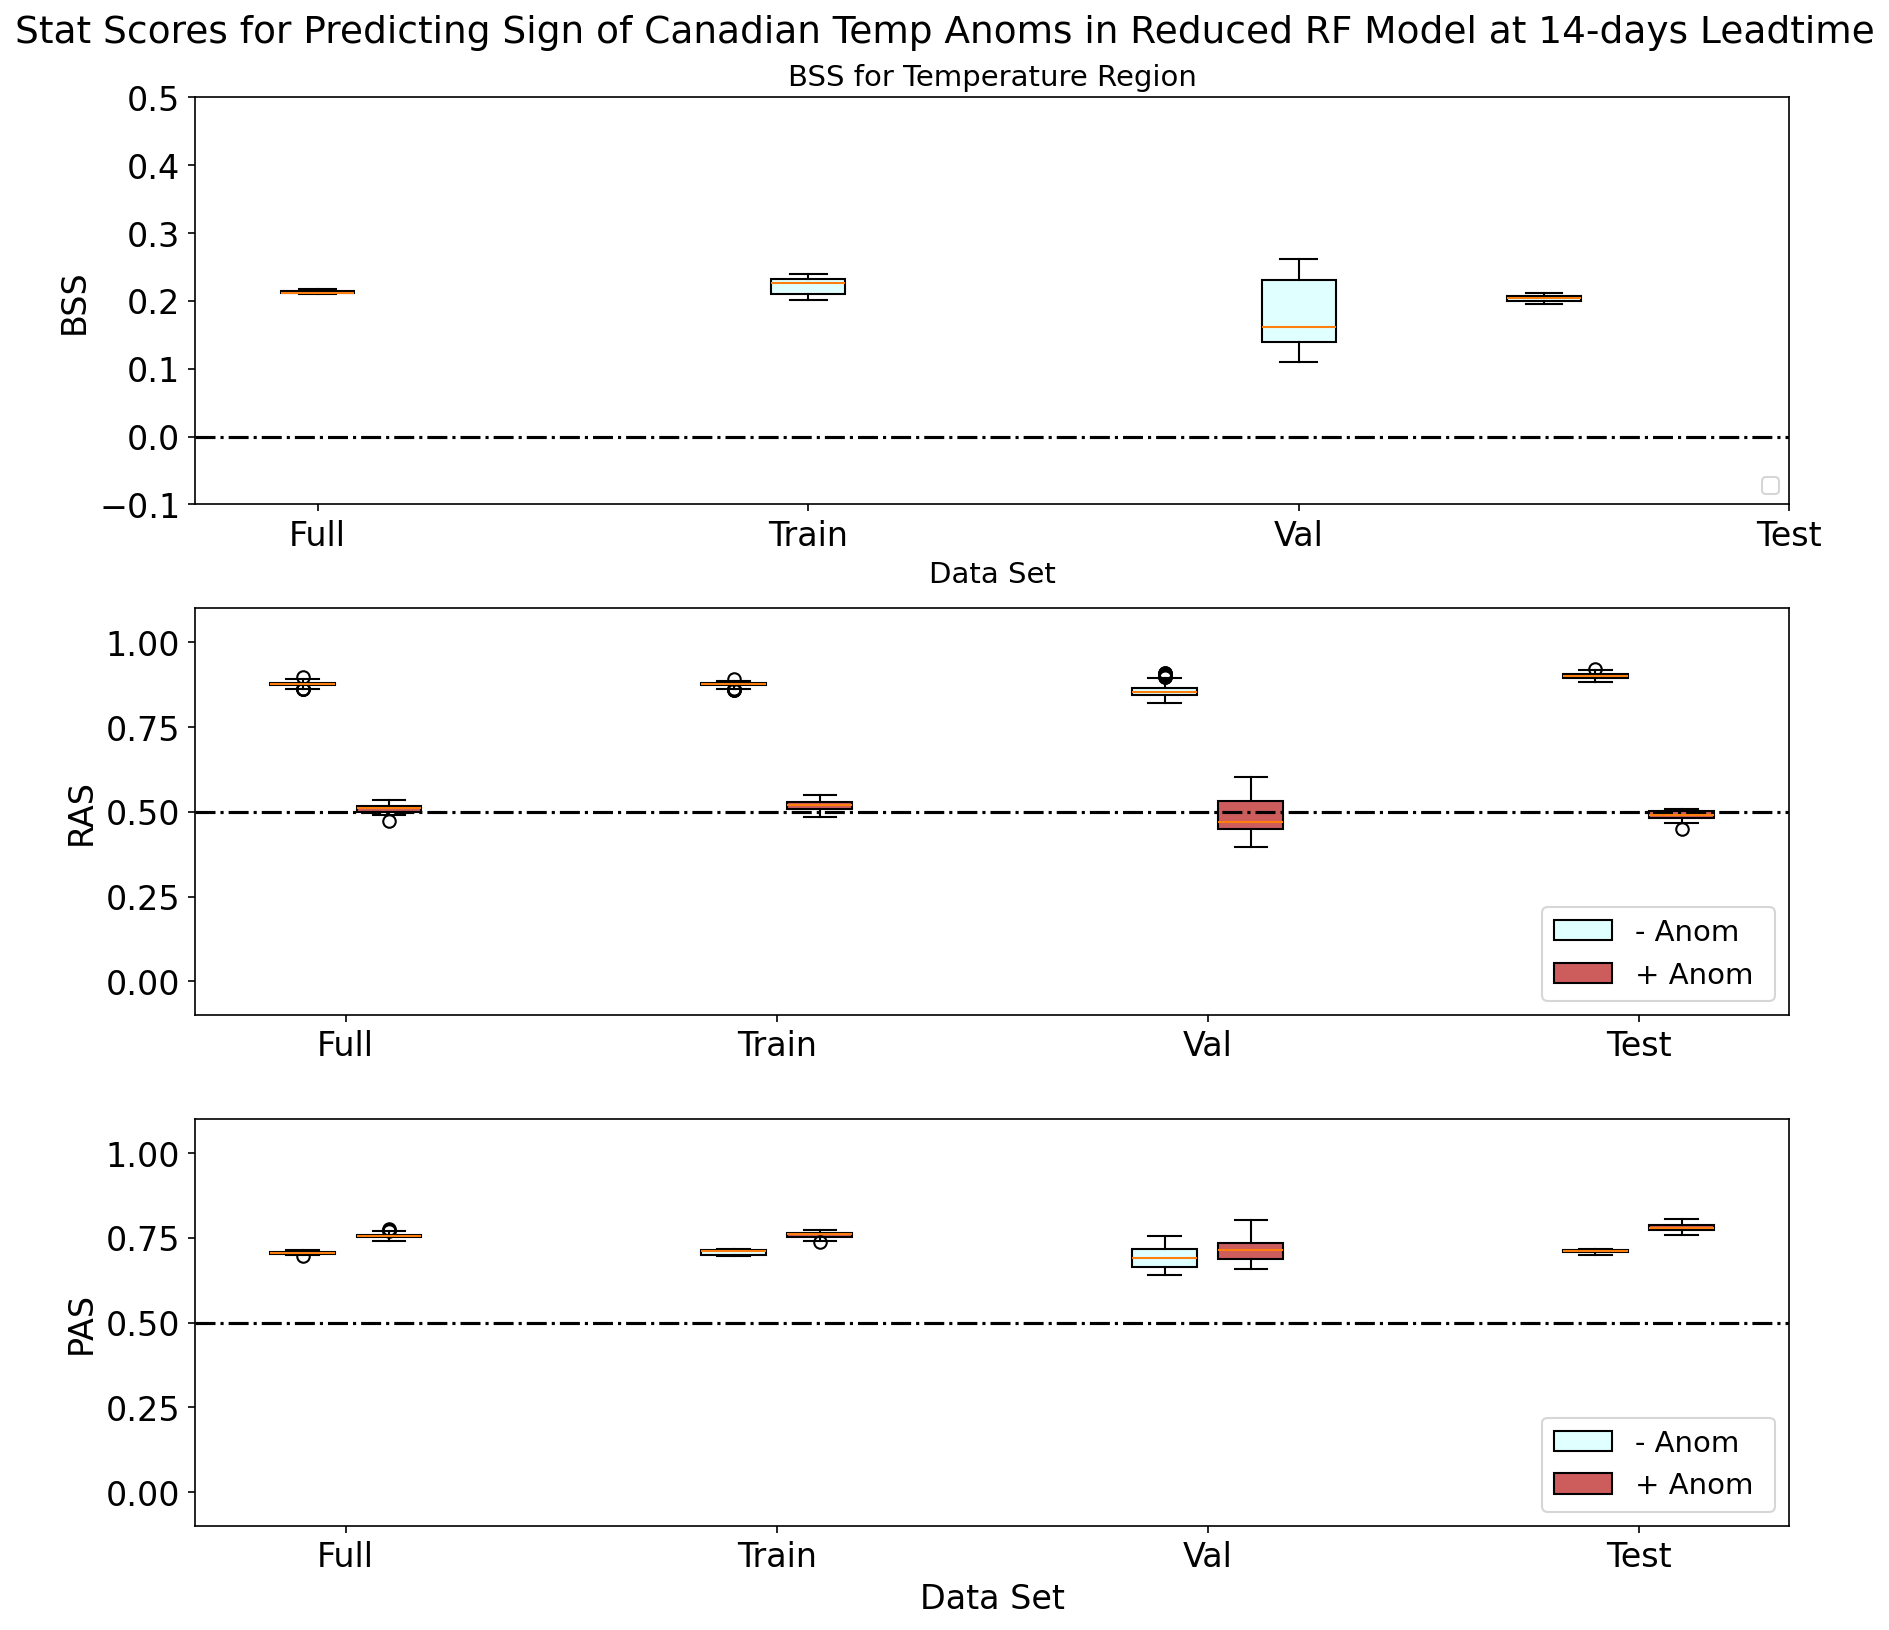 Stat Scores for Predicting Sign of Canadian Temp Anoms in Reduced RF Model at 14-days Leadtime
BSS for Temperature Region
0.5
0.4
0.3
0.2
0.1
0.0
−0.1
BSS
Full Train Val Test
Data Set
1.00
0.75
0.50
0.25
0.00
RAS
- Anom
+ Anom
Full Train Val Test
1.00
0.75
0.50
0.25
0.00
PAS
- Anom
+ Anom
Full Train Val Test
Data Set